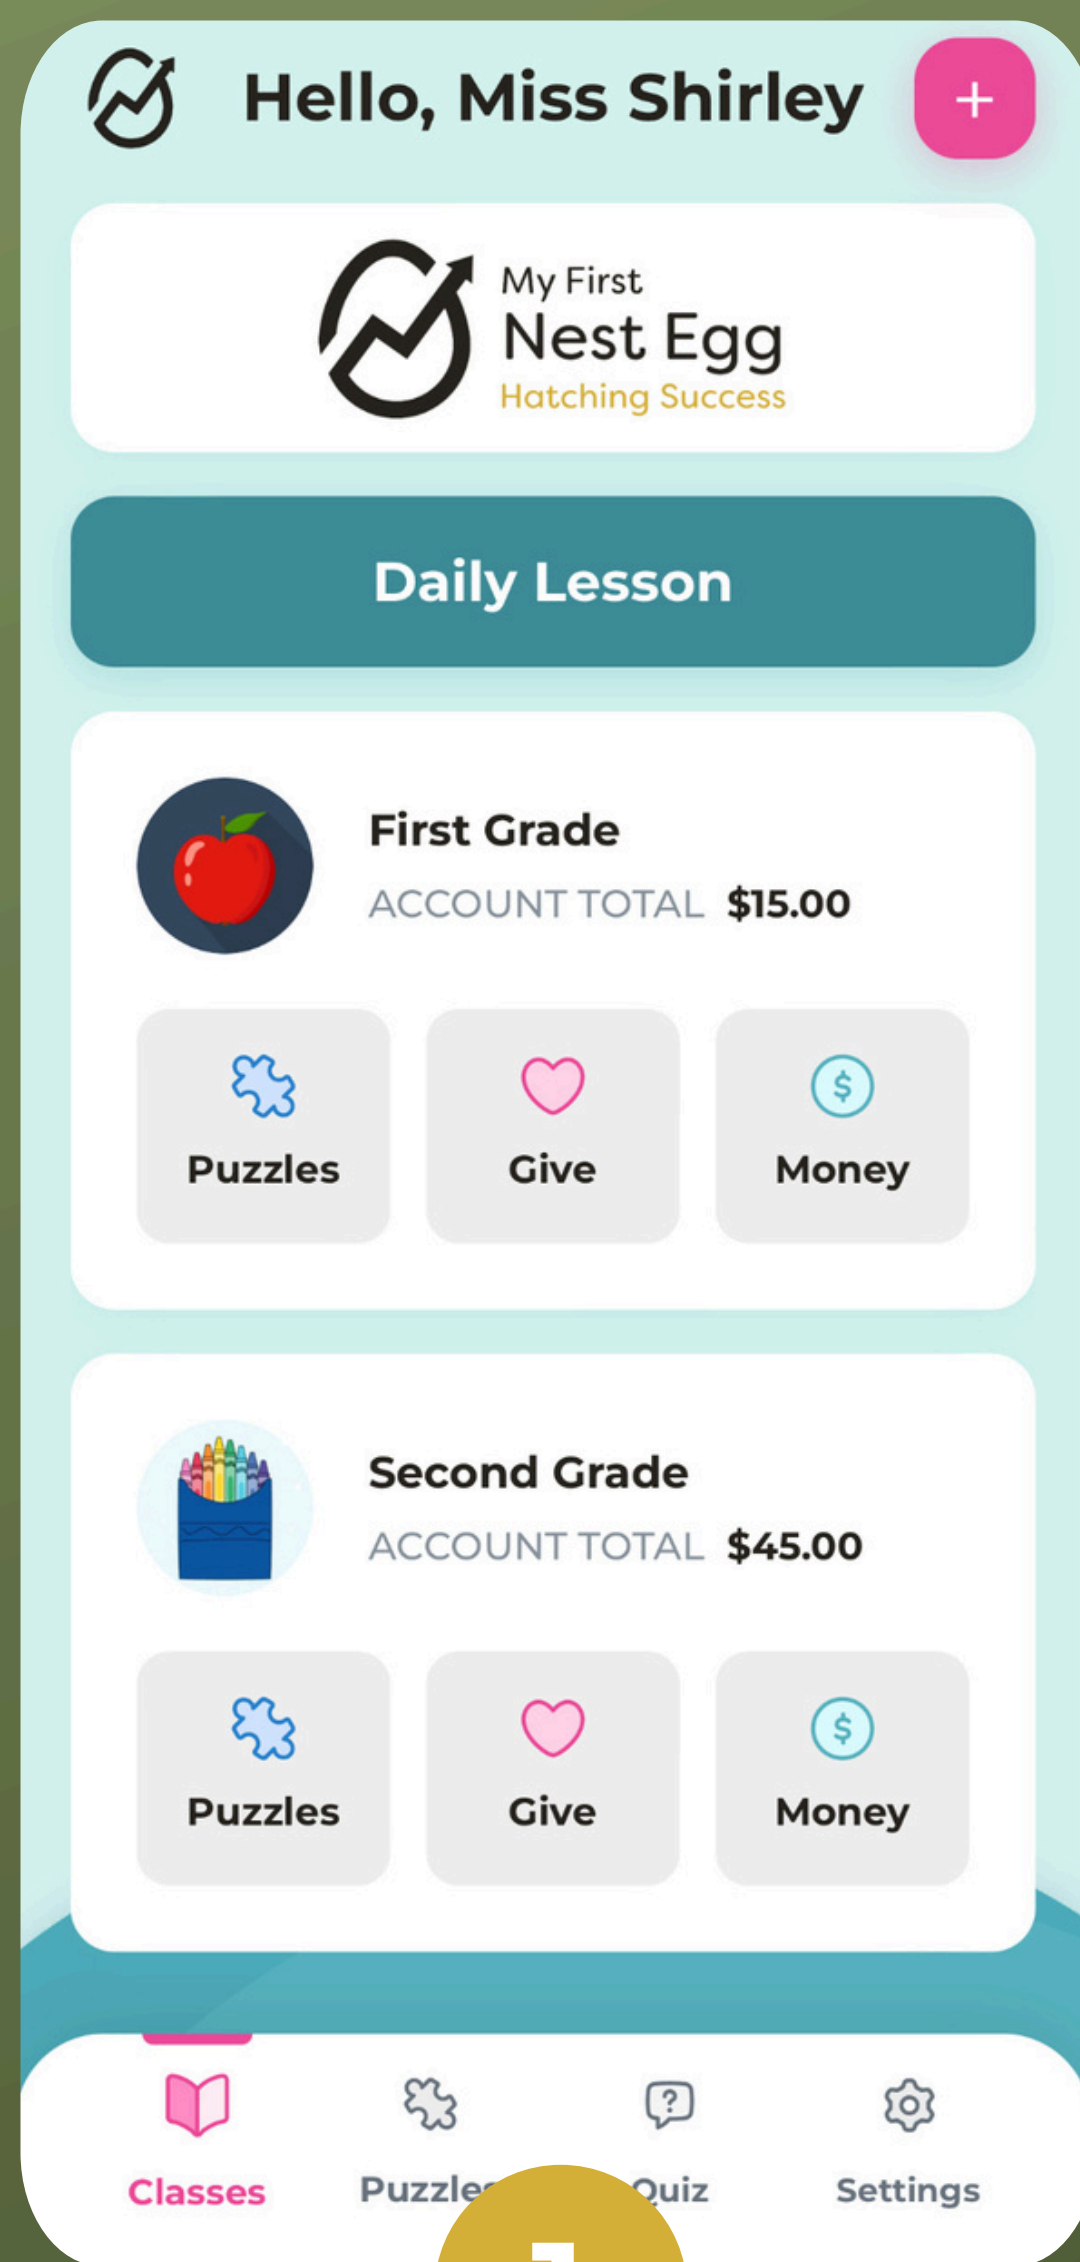 Hello, Miss Shirley
+
My First
Nest Egg
Hatching Success
Daily Lesson
First Grade
ACCOUNT TOTAL $15.00
Puzzles Give Money
Second Grade
ACCOUNT TOTAL $45.00
Puzzles Give Money
Classes Puzzles Quiz Settings